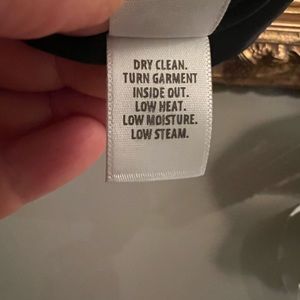 DRY CLEAN.
TURN GARMENT
INSIDE OUT.
LOW HEAT.
LOW MOISTURE.
LOW STEAM.